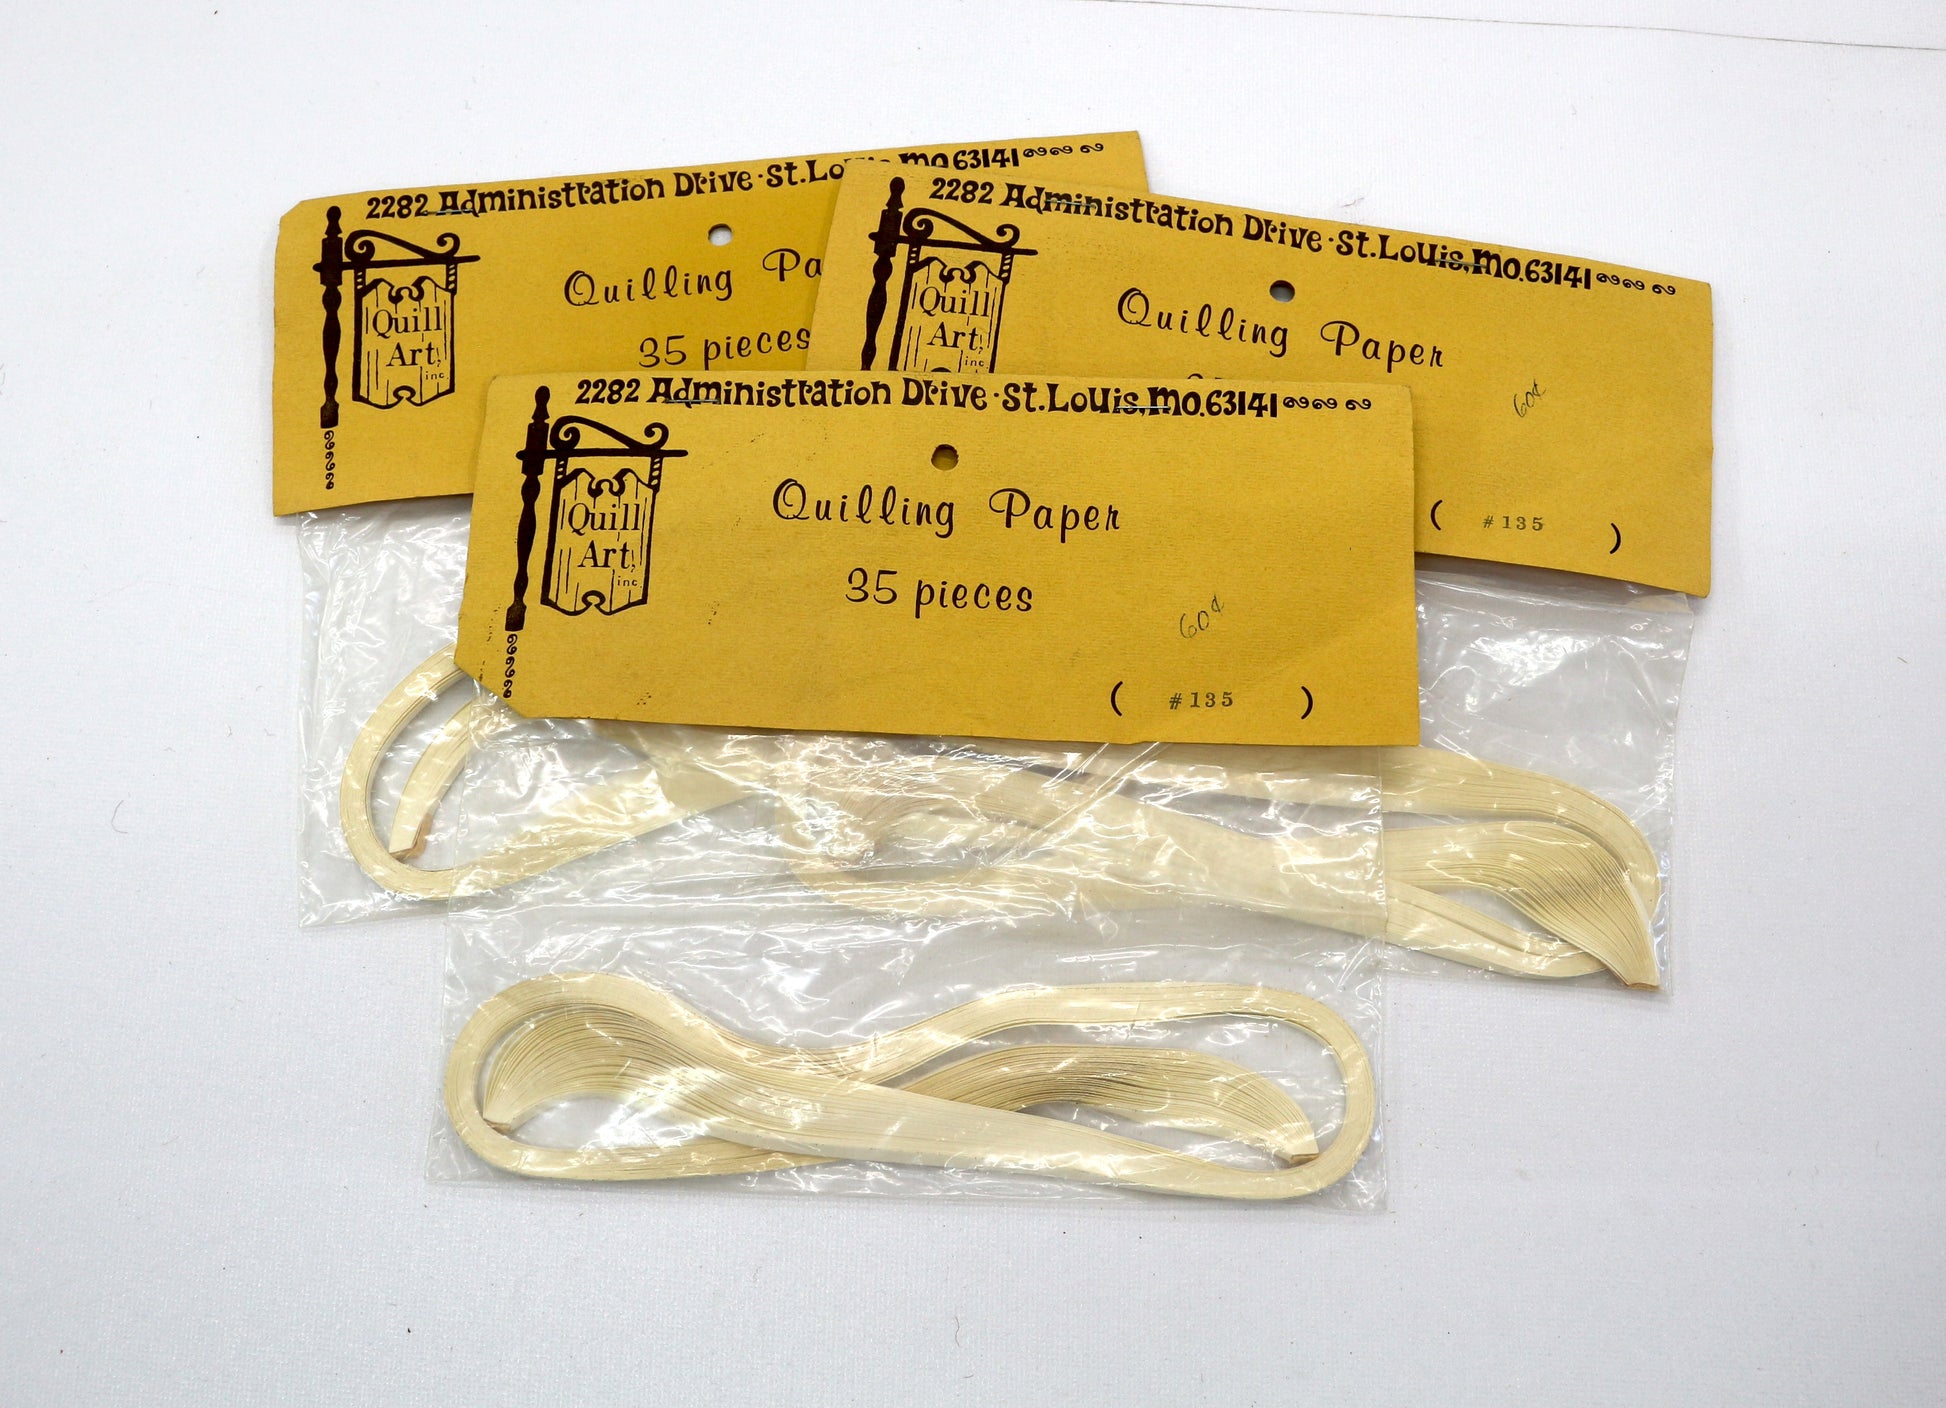 2282 Administration Drive · St. Lo
Mo. 63141
Quill
Art,
inc.
Quilling Pa
35 pieces
2282 Administration Drive · St. Louis, Mo. 63141
Quill
Art,
inc.
Quilling Paper
60¢
( #135 )
2282 Administration Drive · St. Louis, Mo. 63141
Quill
Art,
inc.
Quilling Paper
35 pieces
60¢
( #135 )